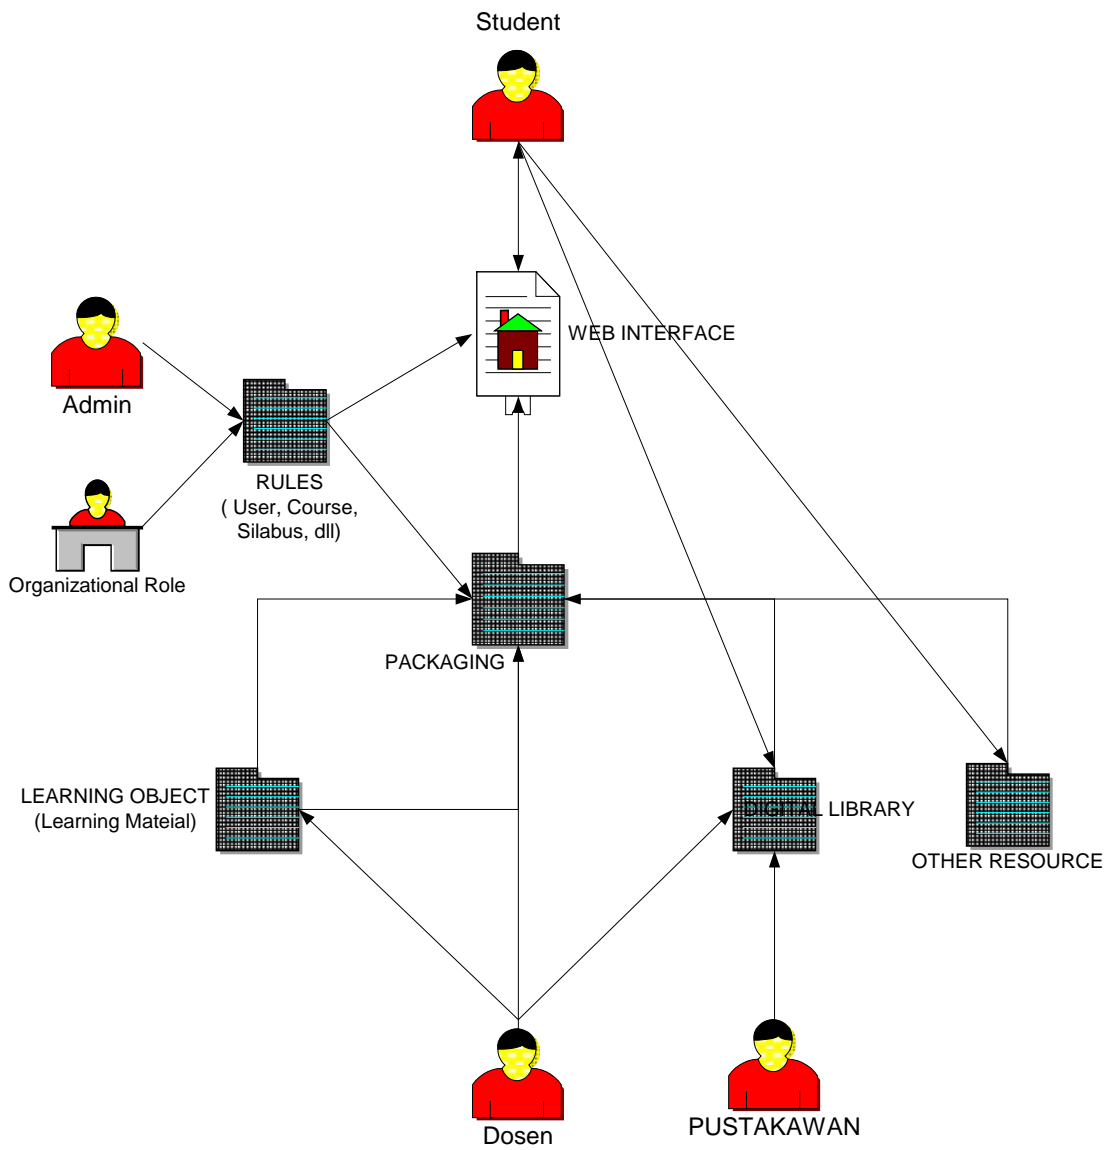 Student
WEB INTERFACE
Admin
RULES
( User, Course,
Silabus, dll)
Organizational Role
PACKAGING
LEARNING OBJECT
(Learning Mateial)
DIGITAL LIBRARY
OTHER RESOURCE
Dosen
PUSTAKAWAN